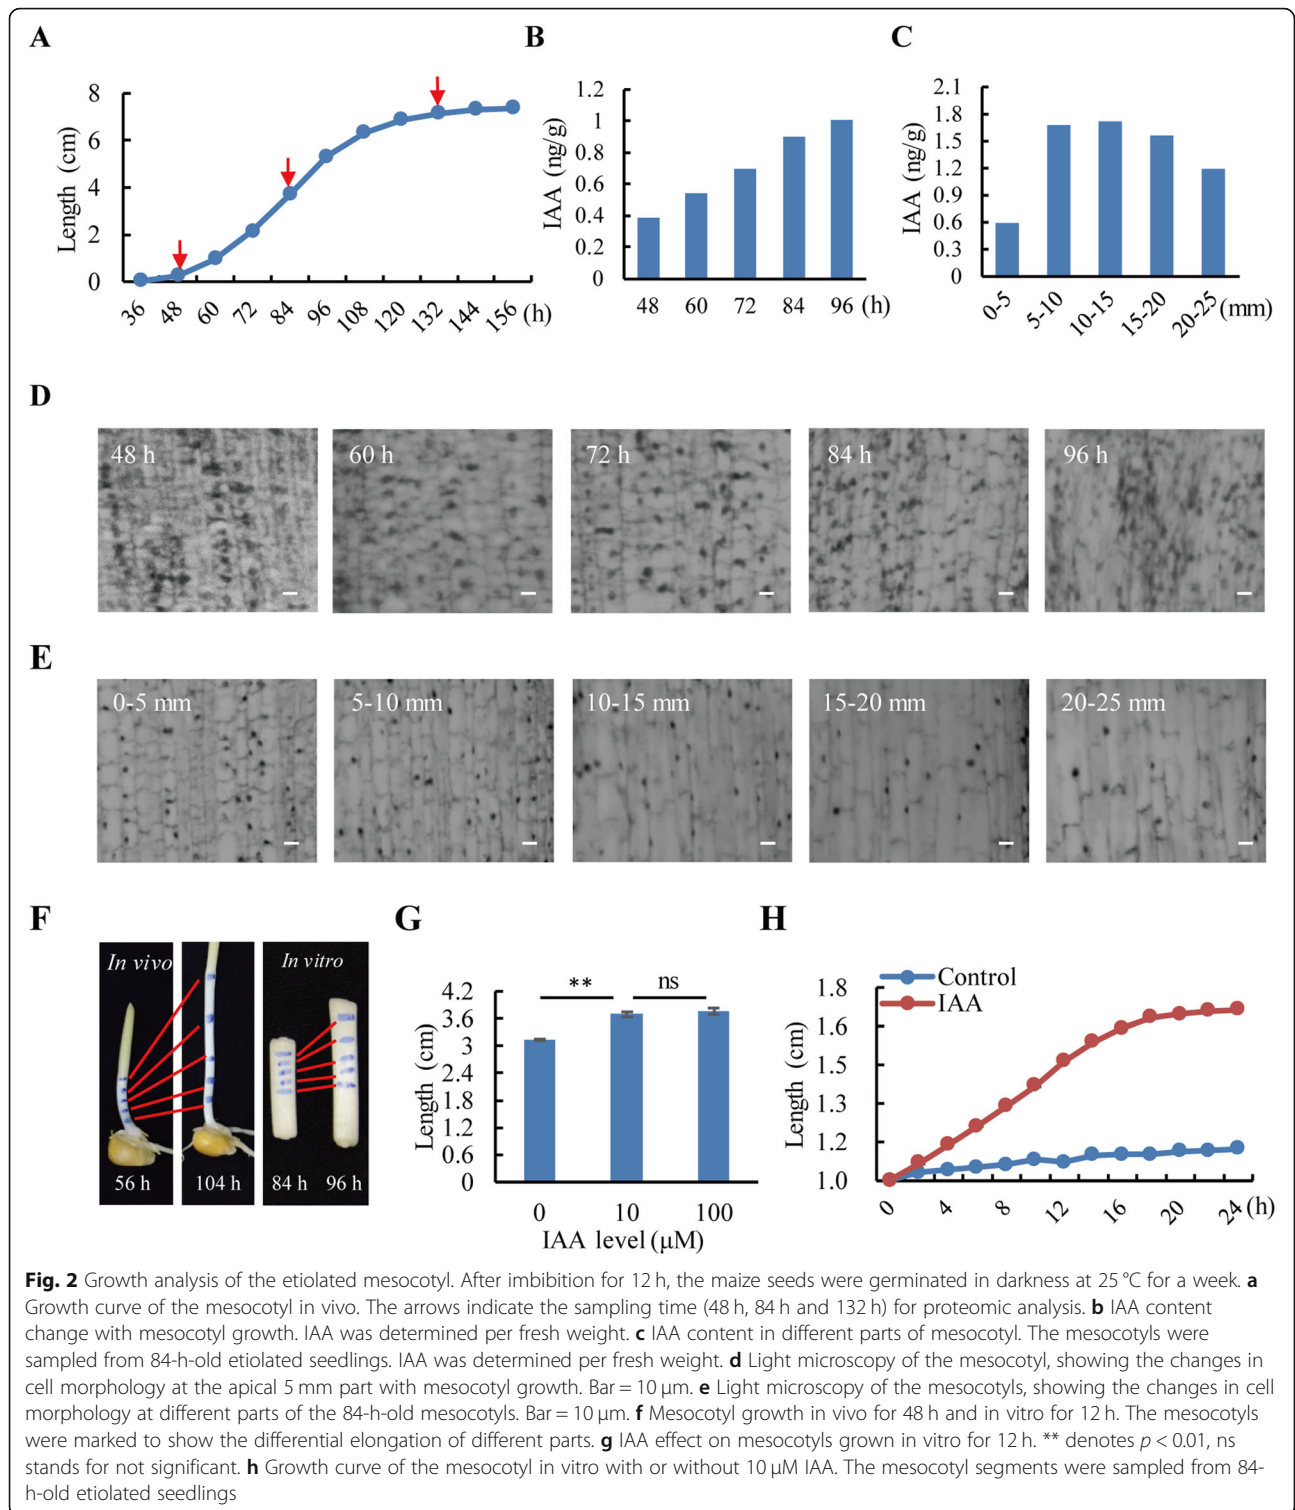 A
B
C
8
6
4
2
0
Length (cm)
36 48 60 72 84 96 108 120 132 144 156 (h)
1.2
1
0.8
0.6
0.4
0.2
0
IAA (ng/g)
48 60 72 84 96 (h)
2.1
1.8
1.5
1.2
0.9
0.6
0.3
0
IAA (ng/g)
0-5 5-10 10-15 15-20 20-25 (mm)
D
48 h 60 h 72 h 84 h 96 h
E
0-5 mm 5-10 mm 10-15 mm 15-20 mm 20-25 mm
F
In vivo In vitro
56 h 104 h 84 h 96 h
G
** ns
4.2
3.6
3
2.4
1.8
1.2
0.6
0
Length (cm)
0 10 100
IAA level (μM)
H
Control
IAA
1.8
1.6
1.5
1.3
1.2
1.0
Length (cm)
0 4 8 12 16 20 24 (h)
Fig. 2 Growth analysis of the etiolated mesocotyl. After imbibition for 12 h, the maize seeds were germinated in darkness at 25 °C for a week. a
Growth curve of the mesocotyl in vivo. The arrows indicate the sampling time (48 h, 84 h and 132 h) for proteomic analysis. b IAA content
change with mesocotyl growth. IAA was determined per fresh weight. c IAA content in different parts of mesocotyl. The mesocotyls were
sampled from 84-h-old etiolated seedlings. IAA was determined per fresh weight. d Light microscopy of the mesocotyl, showing the changes in
cell morphology at the apical 5 mm part with mesocotyl growth. Bar = 10 μm. e Light microscopy of the mesocotyls, showing the changes in cell
morphology at different parts of the 84-h-old mesocotyls. Bar = 10 μm. f Mesocotyl growth in vivo for 48 h and in vitro for 12 h. The mesocotyls
were marked to show the differential elongation of different parts. g IAA effect on mesocotyls grown in vitro for 12 h. ** denotes p < 0.01, ns
stands for not significant. h Growth curve of the mesocotyl in vitro with or without 10 μM IAA. The mesocotyl segments were sampled from 84-
h-old etiolated seedlings